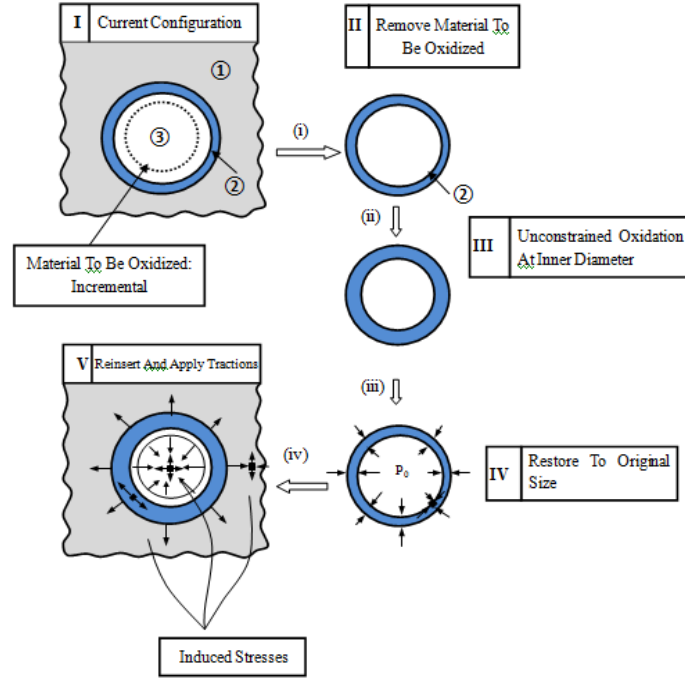 I Current Configuration
①
③
②
Material To Be Oxidized:
Incremental
(i)
II Remove Material To
Be Oxidized
②
(ii)
III Unconstrained Oxidation
At Inner Diameter
(iii)
P0
IV Restore To Original
Size
(iv)
V Reinsert And Apply Tractions
Induced Stresses